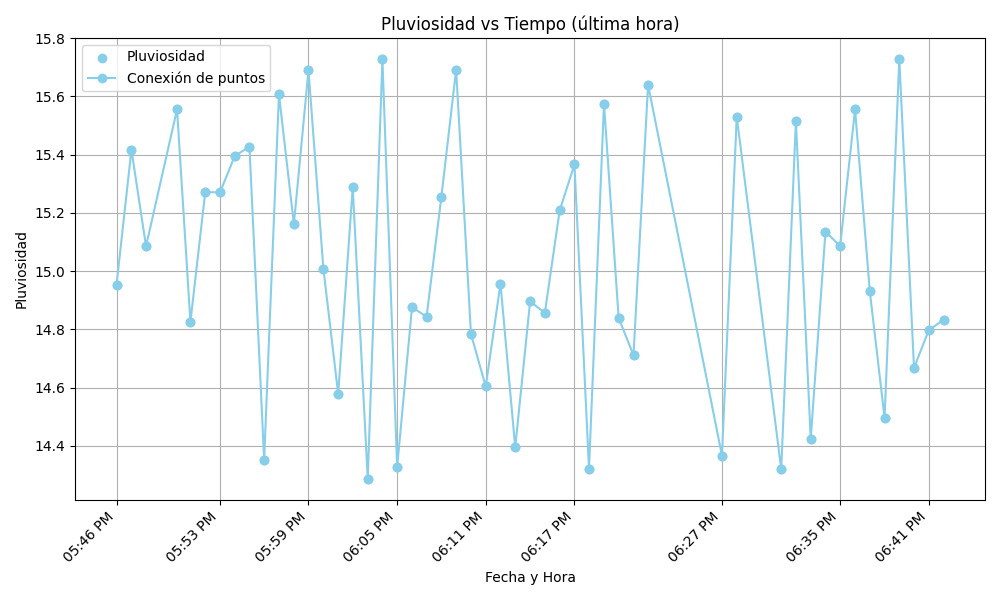 Pluviosidad vs Tiempo (última hora)
Pluviosidad
Conexión de puntos
15.8
15.6
15.4
15.2
15.0
14.8
14.6
14.4
Pluviosidad
05:46 PM
05:53 PM
05:59 PM
06:05 PM
06:11 PM
06:17 PM
06:27 PM
06:35 PM
06:41 PM
Fecha y Hora